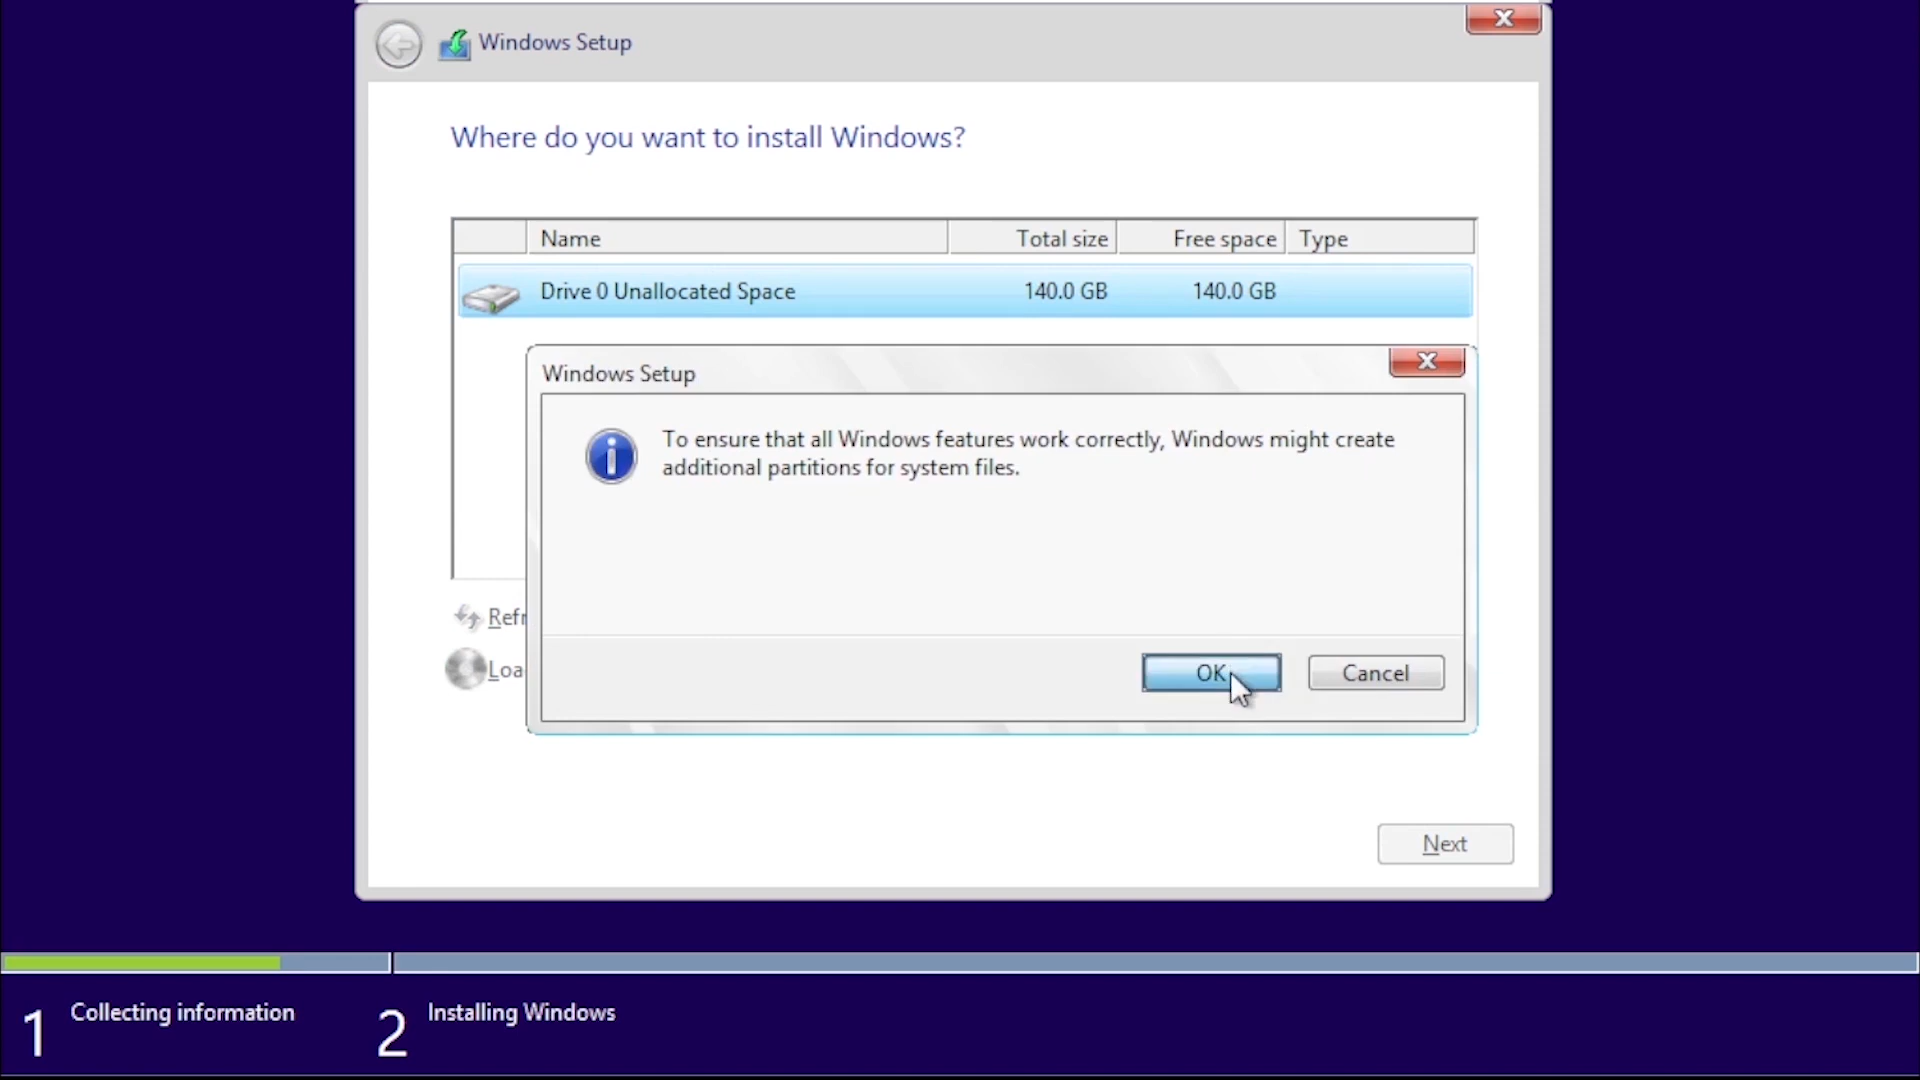 Windows Setup
Where do you want to install Windows?
Name Total size Free space Type
Drive 0 Unallocated Space 140.0 GB 140.0 GB
Windows Setup
To ensure that all Windows features work correctly, Windows might create
additional partitions for system files.
Refr
Loa
OK Cancel
Next
1 Collecting information 2 Installing Windows